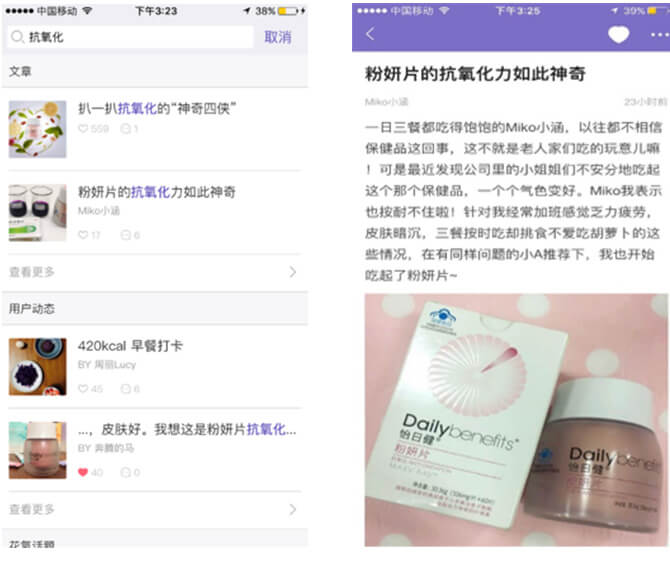 中国移动 下午3:23 38%
抗氧化 取消
文章
扒一扒抗氧化的“神奇四侠”
559 1
粉妍片的抗氧化力如此神奇
Miko小涵
17 6
查看更多
用户动态
420kcal 早餐打卡
BY 周丽Lucy
45 6
...，皮肤好。我想这是粉妍片抗氧化...
BY 奔腾的马
40 0
查看更多
中国移动 下午3:25 39%
粉妍片的抗氧化力如此神奇
Miko小涵 23小时前
一日三餐都吃得饱饱的Miko小涵，以往都不相信
保健品这回事，这不就是老人家们吃的玩意儿嘛
！可是最近发现公司里的小姐姐们不安分地吃起
这个那个保健品，一个个气色变好。Miko我表示
也按耐不住啦！针对我经常加班感觉乏力疲劳，
皮肤暗沉，三餐按时吃却挑食不爱吃胡萝卜的这
些情况，在有同样问题的小A推荐下，我也开始
吃起了粉妍片~
Dailybenefits
怡日健
粉妍片
MARY KAY
Dailybenefits
怡日健
粉妍片